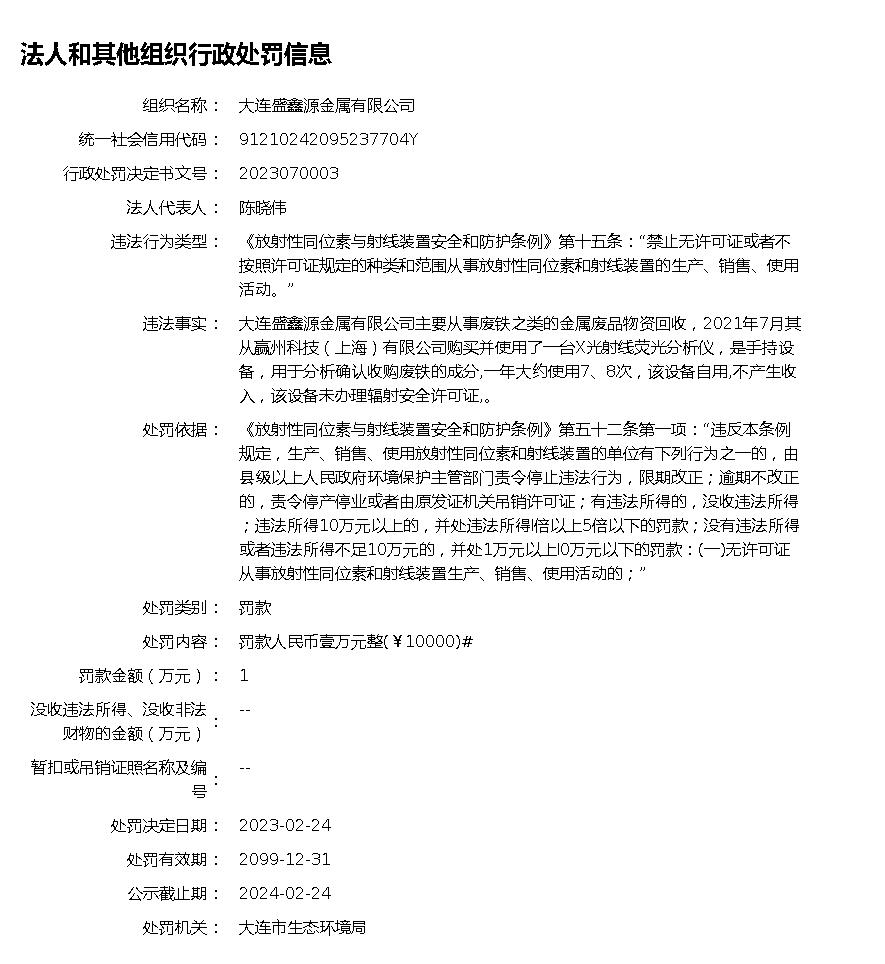 法人和其他组织行政处罚信息
组织名称： 大连盛鑫源金属有限公司
统一社会信用代码： 91210242095237704Y
行政处罚决定书文号： 2023070003
法人代表人： 陈晓伟
违法行为类型： 《放射性同位素与射线装置安全和防护条例》第十五条：“禁止无许可证或者不
按照许可证规定的种类和范围从事放射性同位素和射线装置的生产、销售、使用
活动。”
违法事实： 大连盛鑫源金属有限公司主要从事废铁之类的金属废品物资回收，2021年7月其
从赢州科技（上海）有限公司购买并使用了一台X光射线荧光分析仪，是手持设
备，用于分析确认收购废铁的成分,一年大约使用7、8次，该设备自用,不产生收
入，该设备未办理辐射安全许可证,。
处罚依据： 《放射性同位素与射线装置安全和防护条例》第五十二条第一项：“违反本条例
规定，生产、销售、使用放射性同位素和射线装置的单位有下列行为之一的，由
县级以上人民政府环境保护主管部门责令停止违法行为，限期改正；逾期不改正
的，责令停产停业或者由原发证机关吊销许可证；有违法所得的，没收违法所得
；违法所得10万元以上的，并处违法所得l倍以上5倍以下的罚款；没有违法所得
或者违法所得不足10万元的，并处1万元以上l0万元以下的罚款：(一)无许可证
从事放射性同位素和射线装置生产、销售、使用活动的；”
处罚类别： 罚款
处罚内容： 罚款人民币壹万元整(￥10000)#
罚款金额（万元）： 1
没收违法所得、没收非法
财物的金额（万元）： --
暂扣或吊销证照名称及编
号： --
处罚决定日期： 2023-02-24
处罚有效期： 2099-12-31
公示截止期： 2024-02-24
处罚机关： 大连市生态环境局